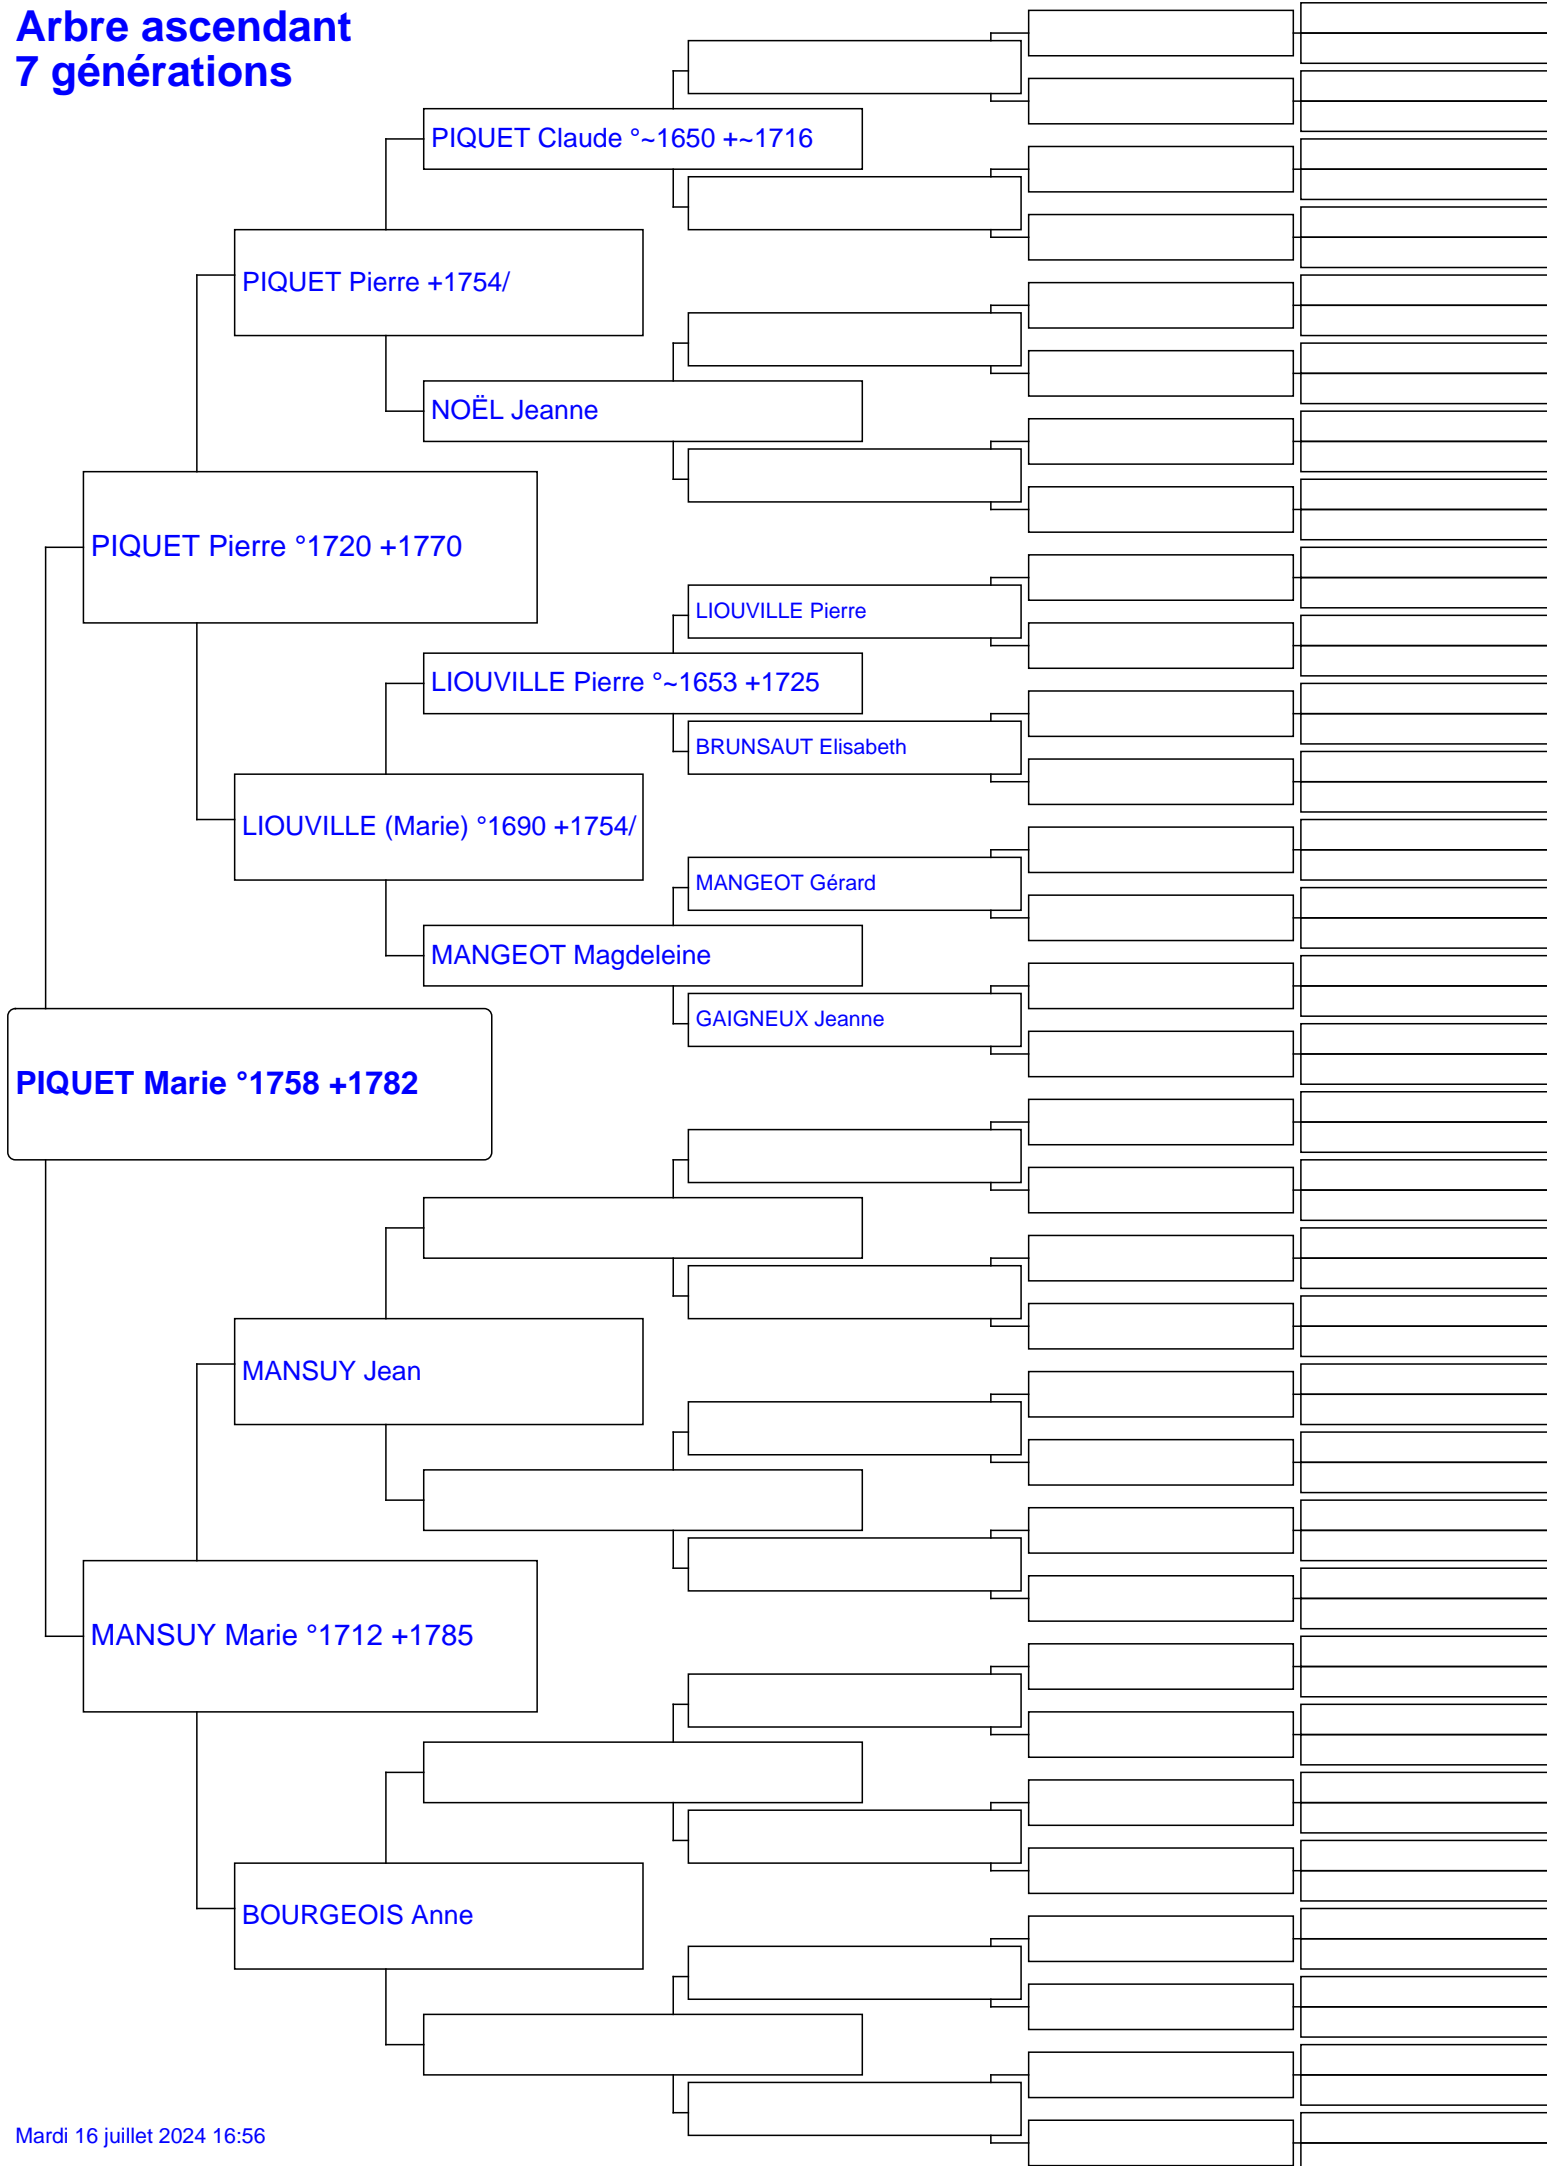 Arbre ascendant
7 générations
PIQUET Claude °~1650 +~1716
PIQUET Pierre +1754/
NOËL Jeanne
PIQUET Pierre °1720 +1770
LIOUVILLE Pierre
LIOUVILLE Pierre °~1653 +1725
BRUNSAUT Elisabeth
LIOUVILLE (Marie) °1690 +1754/
MANGEOT Gérard
MANGEOT Magdeleine
GAIGNEUX Jeanne
PIQUET Marie °1758 +1782
MANSUY Jean
MANSUY Marie °1712 +1785
BOURGEOIS Anne
Mardi 16 juillet 2024 16:56